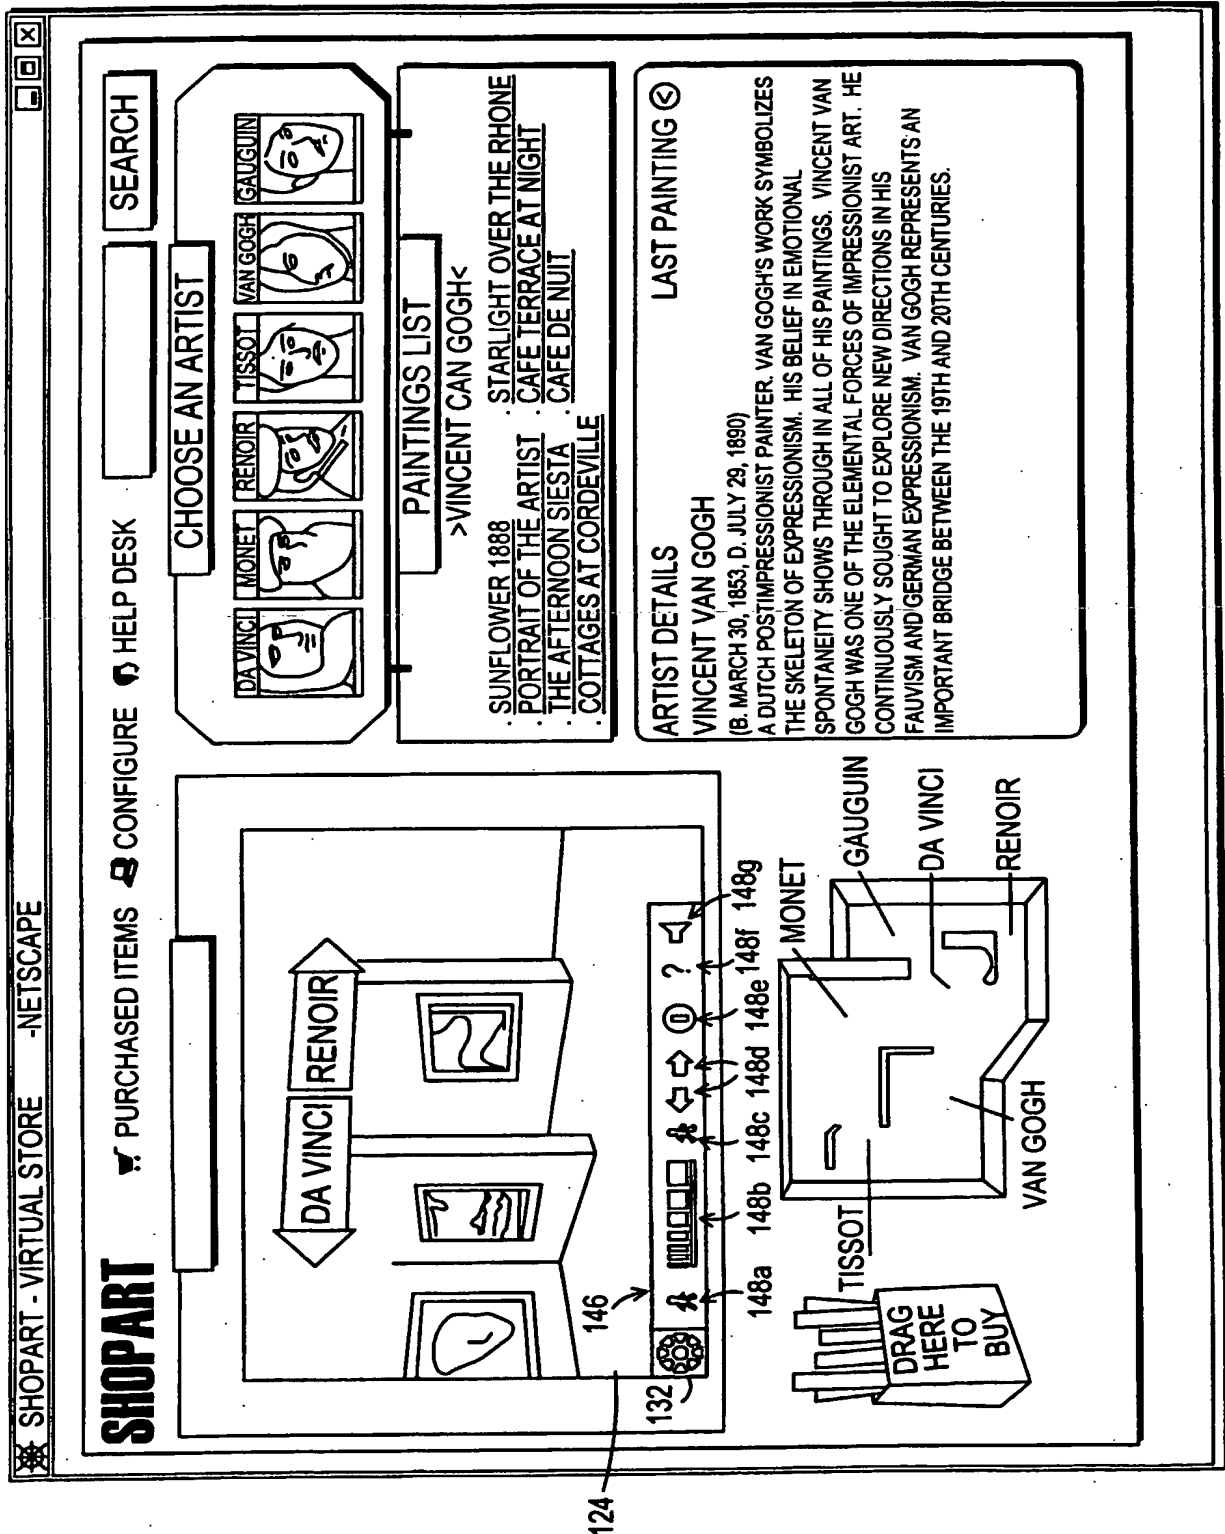 SHOPART - VIRTUAL STORE -NETSCAPE
SHOPART
PURCHASED ITEMS CONFIGURE HELP DESK
SEARCH
DA VINCI
RENOIR
146
132
124
148a
148b
148c
148d
148e
?
148f
148g
DRAG
HERE
TO
BUY
TISSOT
VAN GOGH
MONET
GAUGUIN
DA VINCI
RENOIR
CHOOSE AN ARTIST
DA VINCI MONET RENOIR TISSOT VAN GOGH GAUGUIN
PAINTINGS LIST
>VINCENT CAN GOGH<
. SUNFLOWER 1888
. PORTRAIT OF THE ARTIST
. THE AFTERNOON SIESTA
. COTTAGES AT CORDEVILLE
. STARLIGHT OVER THE RHONE
. CAFE TERRACE AT NIGHT
. CAFE DE NUIT
ARTIST DETAILS LAST PAINTING <
VINCENT VAN GOGH
(B. MARCH 30, 1853, D. JULY 29, 1890)
A DUTCH POSTIMPRESSIONIST PAINTER. VAN GOGH'S WORK SYMBOLIZES
THE SKELETON OF EXPRESSIONISM. HIS BELIEF IN EMOTIONAL
SPONTANEITY SHOWS THROUGH IN ALL OF HIS PAINTINGS. VINCENT VAN
GOGH WAS ONE OF THE ELEMENTAL FORCES OF IMPRESSIONIST ART. HE
CONTINUOUSLY SOUGHT TO EXPLORE NEW DIRECTIONS IN HIS
FAUVISM AND GERMAN EXPRESSIONISM. VAN GOGH REPRESENTS AN
IMPORTANT BRIDGE BETWEEN THE 19TH AND 20TH CENTURIES.